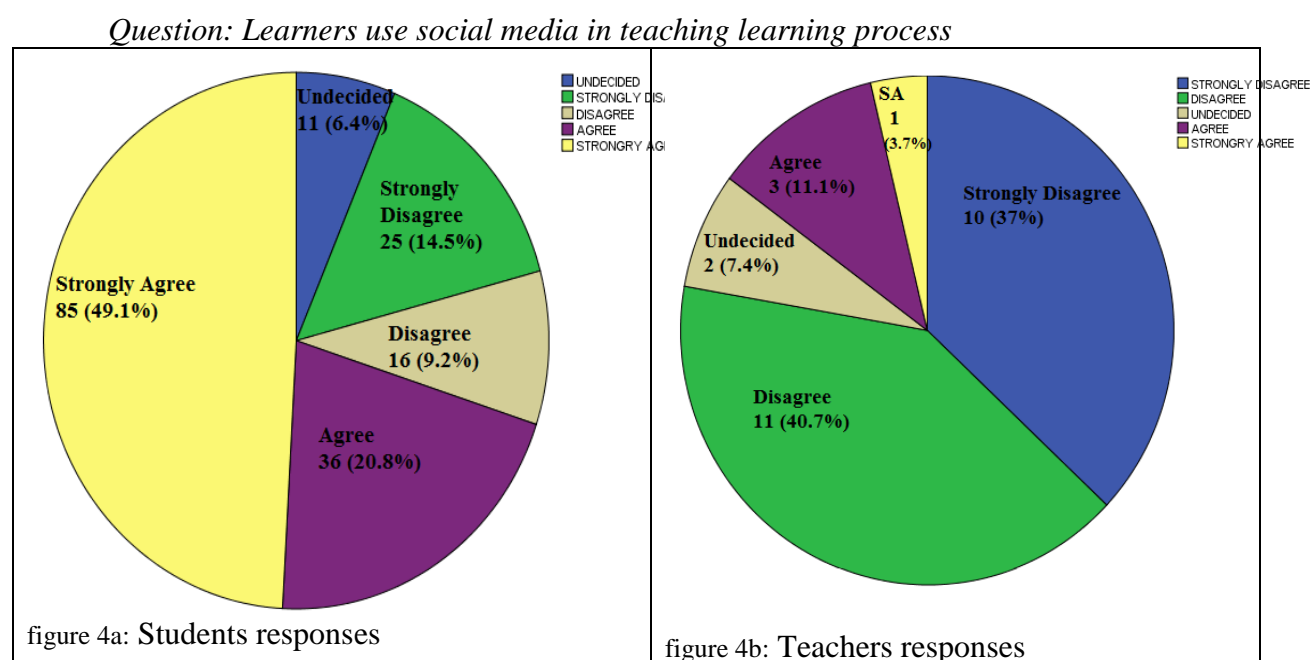 Question: Learners use social media in teaching learning process
UNDECIDED
STRONGLY DIS
DISAGREE
AGREE
STRONGRY AG
Undecided
11 (6.4%)
Strongly
Disagree
25 (14.5%)
Strongly Agree
85 (49.1%)
Disagree
16 (9.2%)
Agree
36 (20.8%)
figure 4a: Students responses
STRONGLY DISAGREE
DISAGREE
UNDECIDED
AGREE
STRONGRY AGREE
SA
1
(3.7%)
Agree
3 (11.1%)
Strongly Disagree
10 (37%)
Undecided
2 (7.4%)
Disagree
11 (40.7%)
figure 4b: Teachers responses